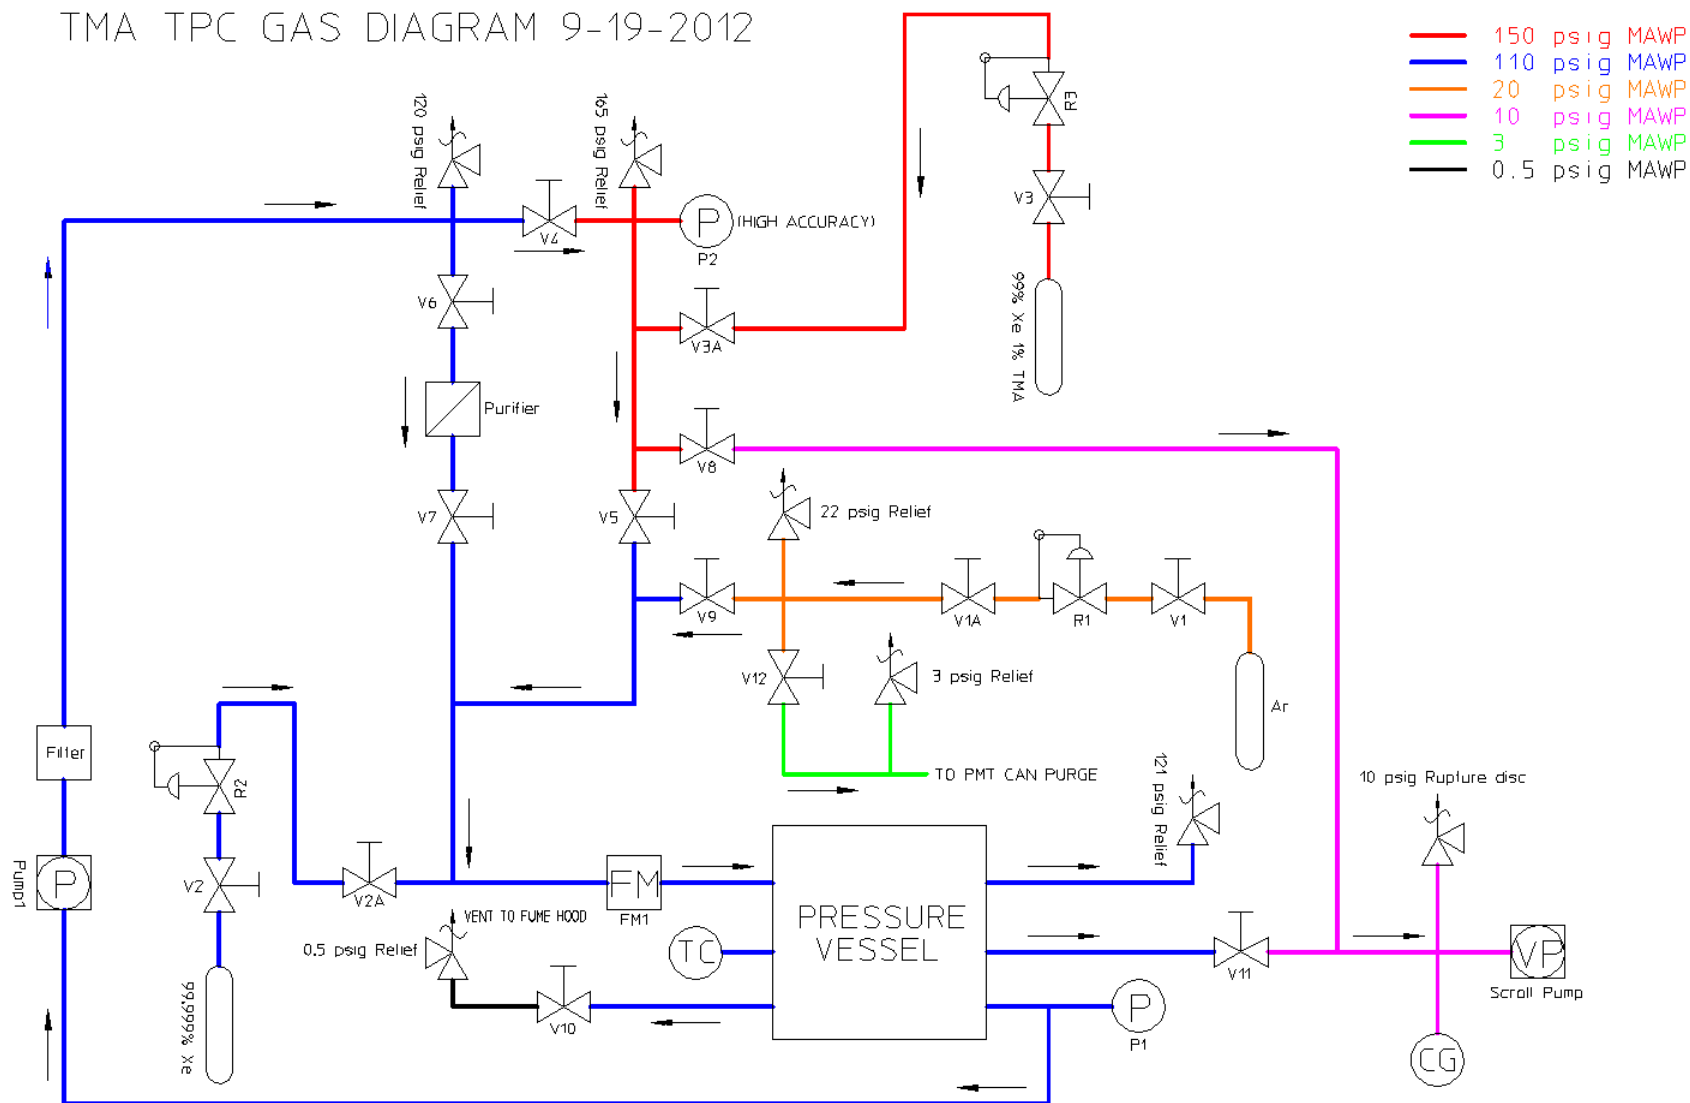 TMA TPC GAS DIAGRAM 9-19-2012
150 psig MAWP
110 psig MAWP
20 psig MAWP
10 psig MAWP
3 psig MAWP
0.5 psig MAWP
120 psig Relief
165 psig Relief
R3
V3
99% Xe 1% TMA
V4
P
(HIGH ACCURACY)
P2
V6
V3A
Purifier
V8
V7
V5
22 psig Relief
V9
V1A
R1
V1
V12
3 psig Relief
Ar
TO PMT CAN PURGE
Filter
R2
121 psig Relief
10 psig Rupture disc
P
Pump1
V2
V2A
FM
FM1
VENT TO FUME HOOD
0.5 psig Relief
PRESSURE
VESSEL
TC
V11
VP
Scroll Pump
99.999% Xe
V10
P
P1
CG